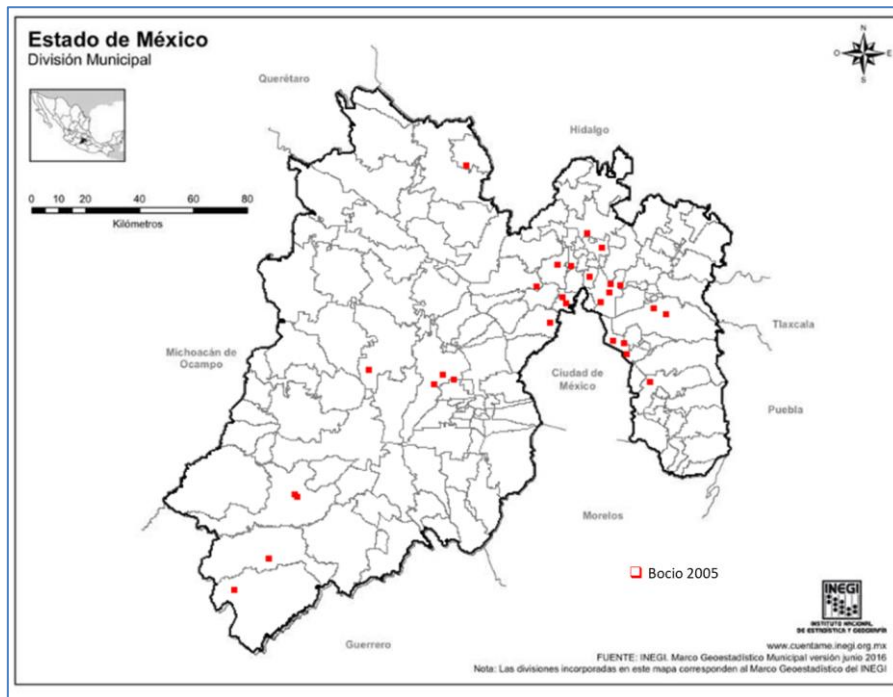 Estado de México
División Municipal
N
O
E
S
Querétaro
Hidalgo
0 10 20 40 60 80
Kilómetros
Michoacán de
Ocampo
Ciudad de
México
Tlaxcala
Puebla
Morelos
Bocio 2005
Guerrero
INEGI
INSTITUTO NACIONAL
DE ESTADÍSTICA Y GEOGRAFÍA
www.cuentame.inegi.org.mx
FUENTE: INEGI. Marco Geoestadístico Municipal versión junio 2016
Nota: Las divisiones incorporadas en este mapa corresponden al Marco Geoestadístico del INEGI